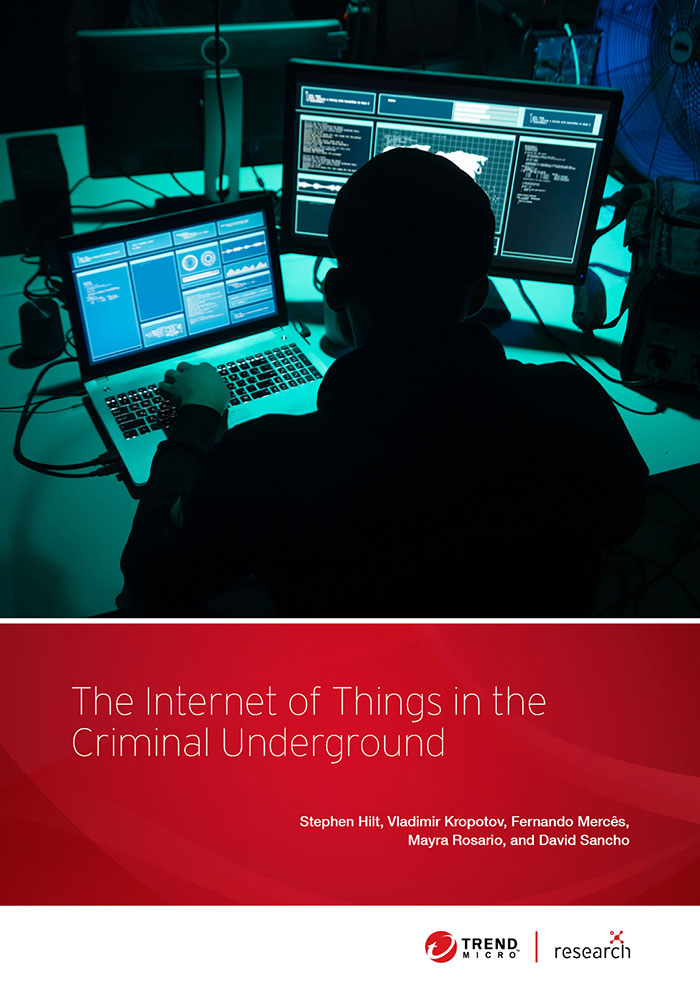 The Internet of Things in the
Criminal Underground
Stephen Hilt, Vladimir Kropotov, Fernando Mercês,
Mayra Rosario, and David Sancho
TREND
MICRO™
research